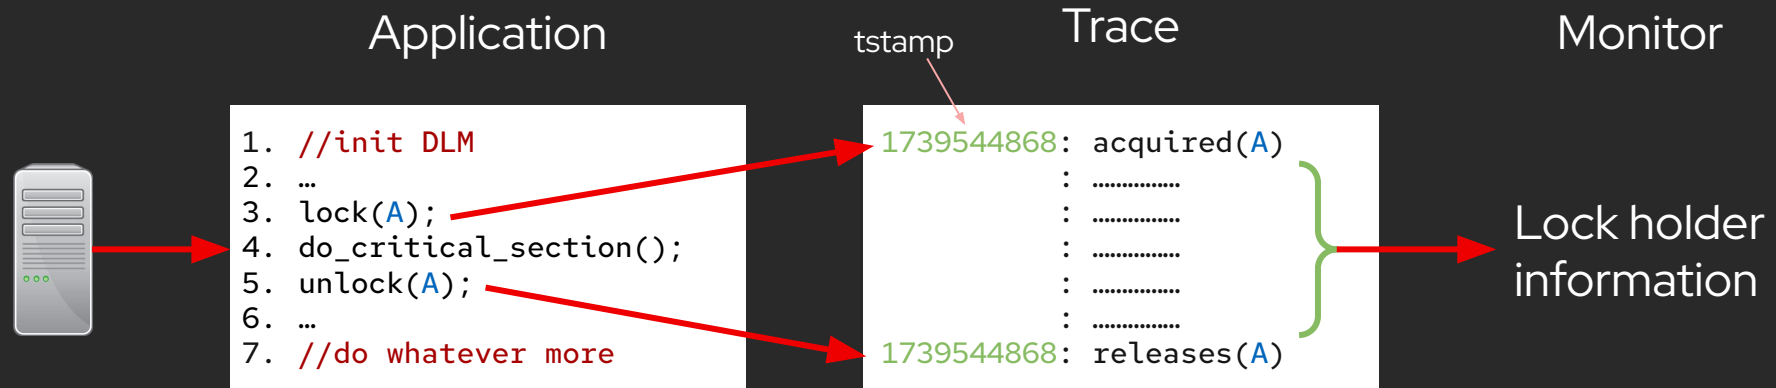 Application
1. //init DLM
2. …
3. lock(A);
4. do_critical_section();
5. unlock(A);
6. …
7. //do whatever more
Trace
tstamp
1739544868: acquired(A)
: ……………
: ……………
: ……………
: ……………
: ……………
1739544868: releases(A)
Monitor
Lock holder
information